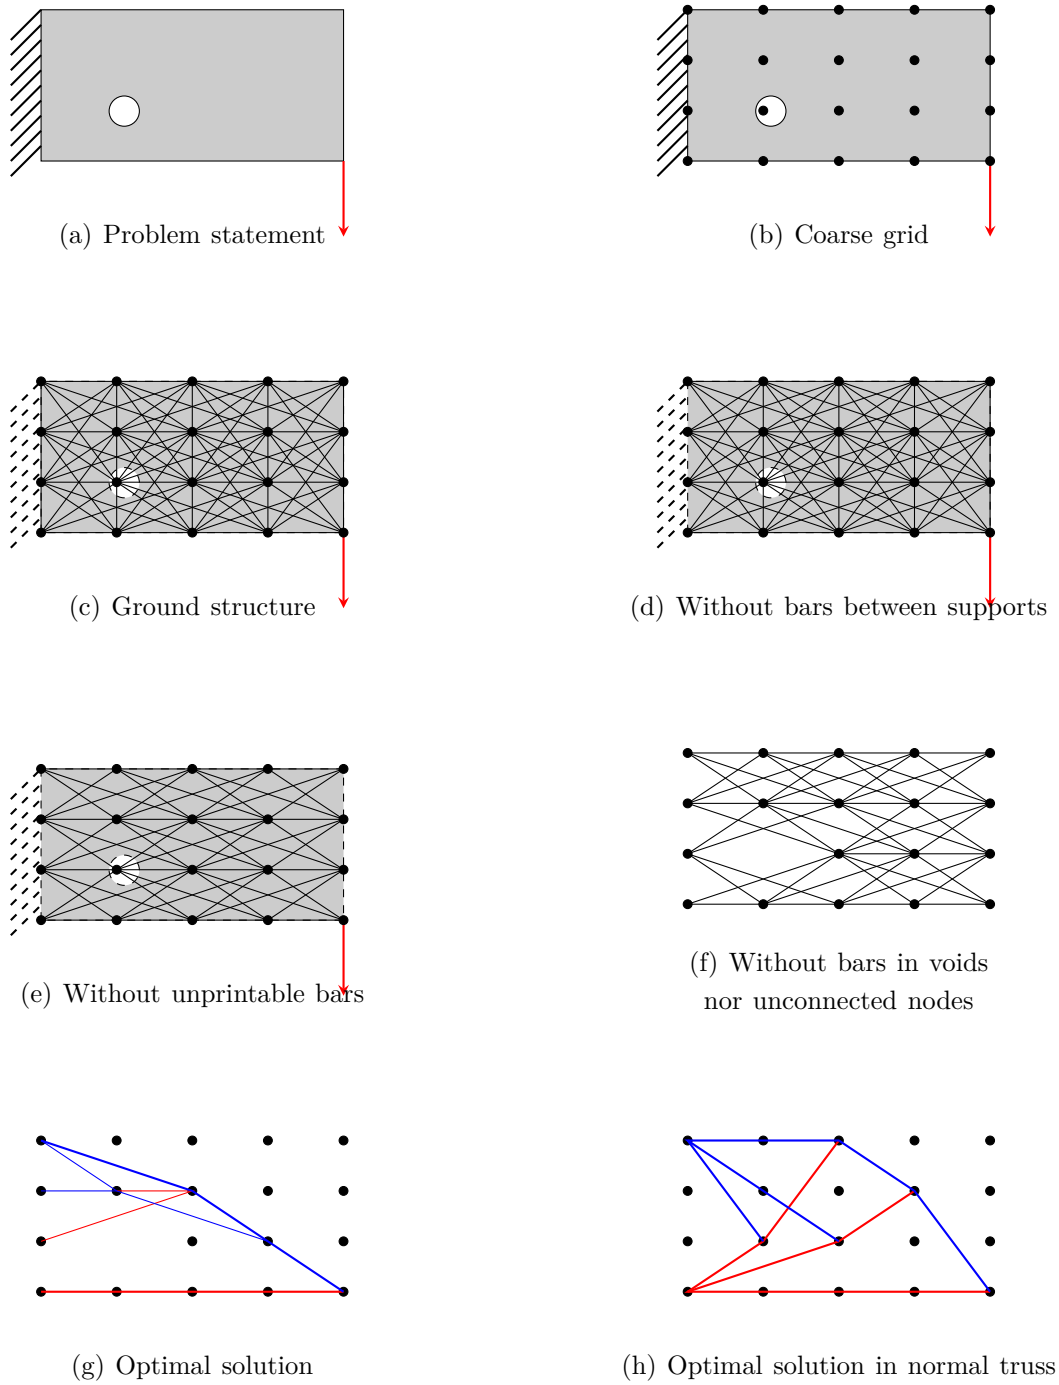 (a) Problem statement
(b) Coarse grid
(c) Ground structure
(d) Without bars between supports
(e) Without unprintable bars
(f) Without bars in voids
nor unconnected nodes
(g) Optimal solution
(h) Optimal solution in normal truss